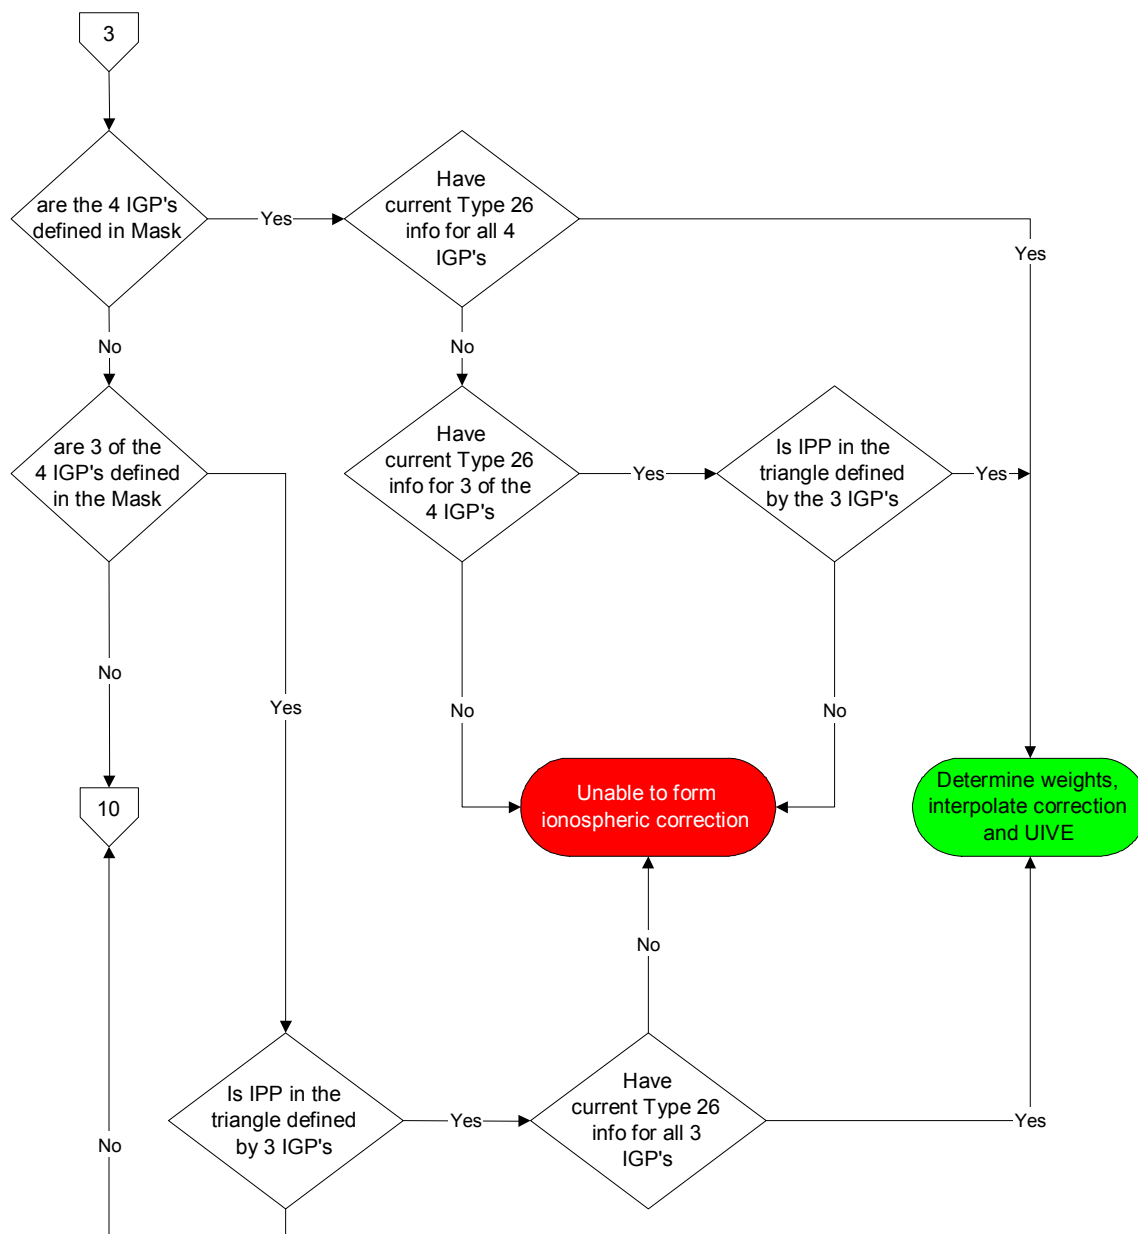 3
are the 4 IGP's
defined in Mask
Yes
Have
current Type 26
info for all 4
IGP's
Yes
No
No
are 3 of the
4 IGP's defined
in the Mask
Have
current Type 26
info for 3 of the
4 IGP's
Yes
Is IPP in the
triangle defined
by the 3 IGP's
Yes
No
Yes
No
No
10
Unable to form
ionospheric correction
Determine weights,
interpolate correction
and UIVE
No
Is IPP in the
triangle defined
by 3 IGP's
Yes
Have
current Type 26
info for all 3
IGP's
Yes
No